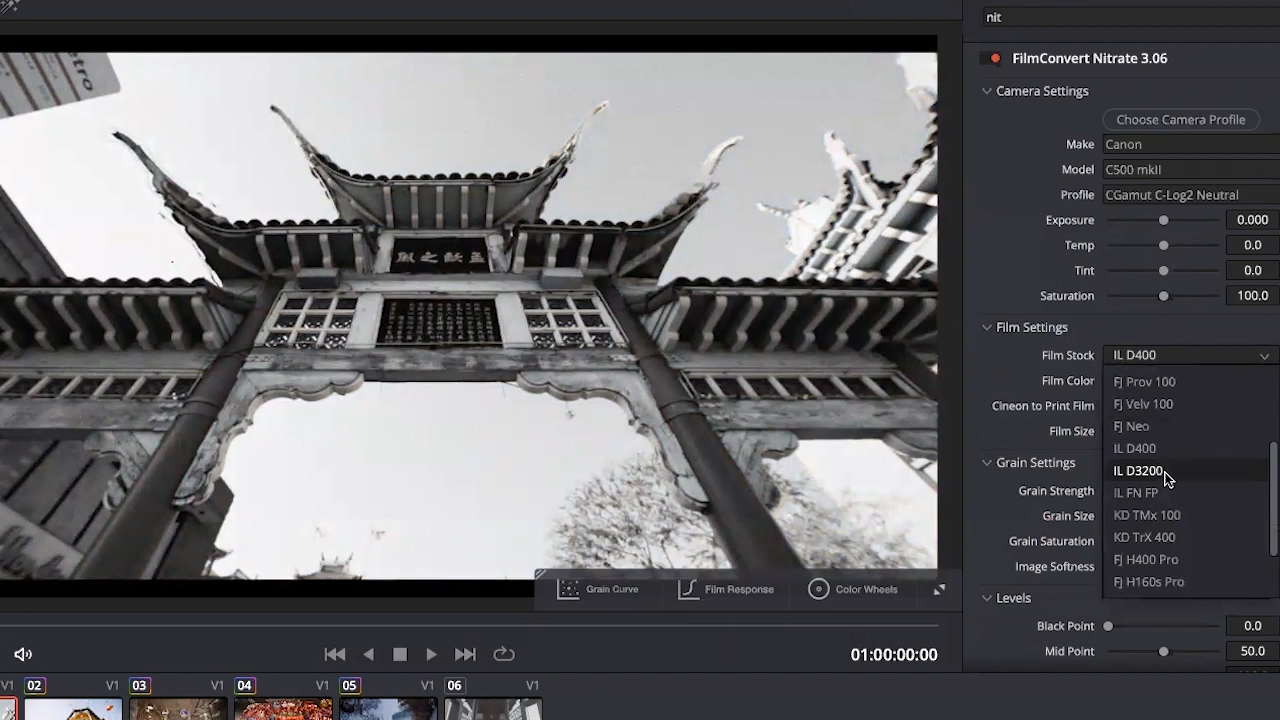 nit
FilmConvert Nitrate 3.06
Camera Settings
Choose Camera Profile
Make Canon
Model C500 mkII
Profile CGamut C-Log2 Neutral
Exposure 0.000
Temp 0.0
Tint 0.0
Saturation 100.0
Film Settings
Film Stock IL D400
Film Color
Cineon to Print Film
Film Size
FJ Prov 100
FJ Velv 100
FJ Neo
IL D400
IL D3200
IL FN FP
KD TMx 100
KD TrX 400
FJ H400 Pro
FJ H160s Pro
Grain Settings
Grain Strength
Grain Size
Grain Saturation
Image Softness
Levels
Black Point 0.0
Mid Point 50.0
etro
Grain Curve Film Response Color Wheels
01:00:00:00
V1 02 V1 03 V1 04 V1 05 V1 06 V1